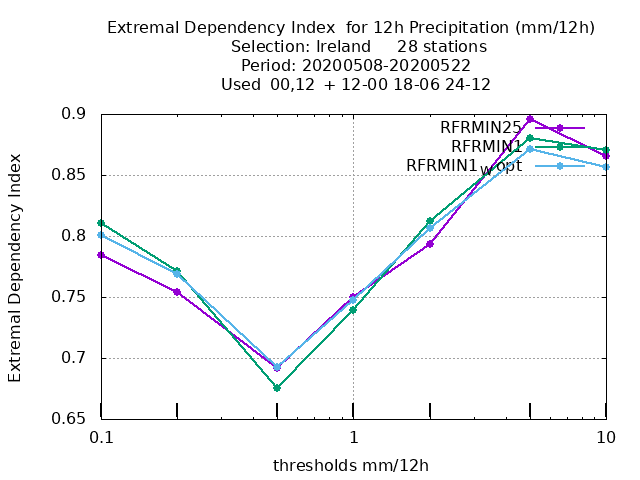 Extremal Dependency Index  for 12h Precipitation (mm/12h)
Selection: Ireland     28 stations
Period: 20200508-20200522
Used  00,12  + 12-00 18-06 24-12
Extremal Dependency Index
0.9
0.85
0.8
0.75
0.7
0.65
RFRMIN25
RFRMIN1
RFRMIN1wopt
0.1
1
10
thresholds mm/12h